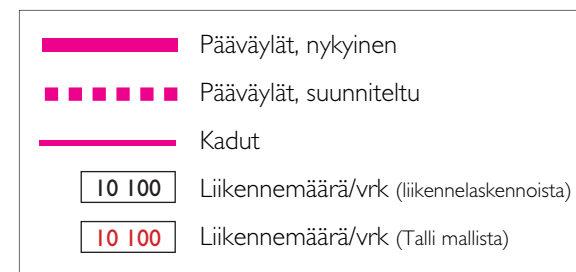 Pääväylät, nykyinen
Pääväylät, suunniteltu
Kadut
10 100 Liikennemäärä/vrk (liikennelaskennoista)
10 100 Liikennemäärä/vrk (Talli mallista)